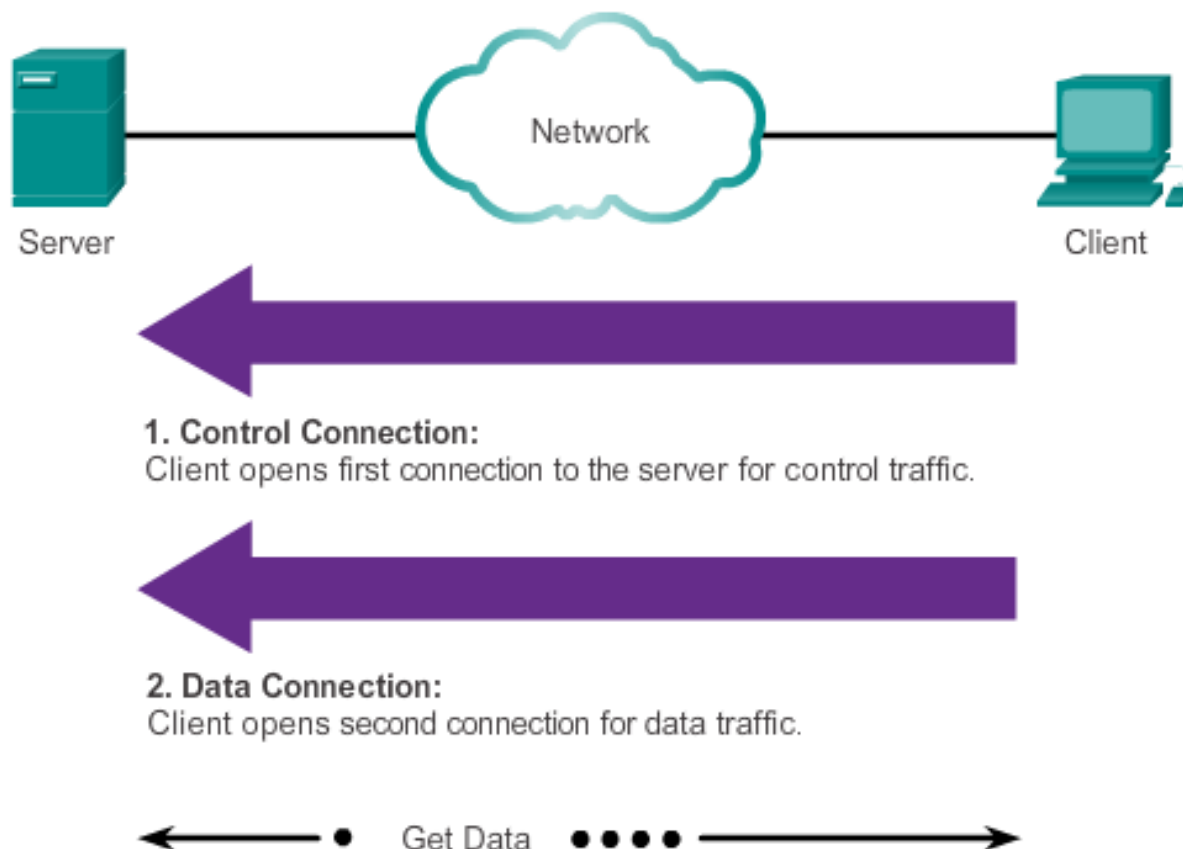 Network
Server
Client
1. Control Connection:
Client opens first connection to the server for control traffic.
2. Data Connection:
Client opens second connection for data traffic.
Get Data